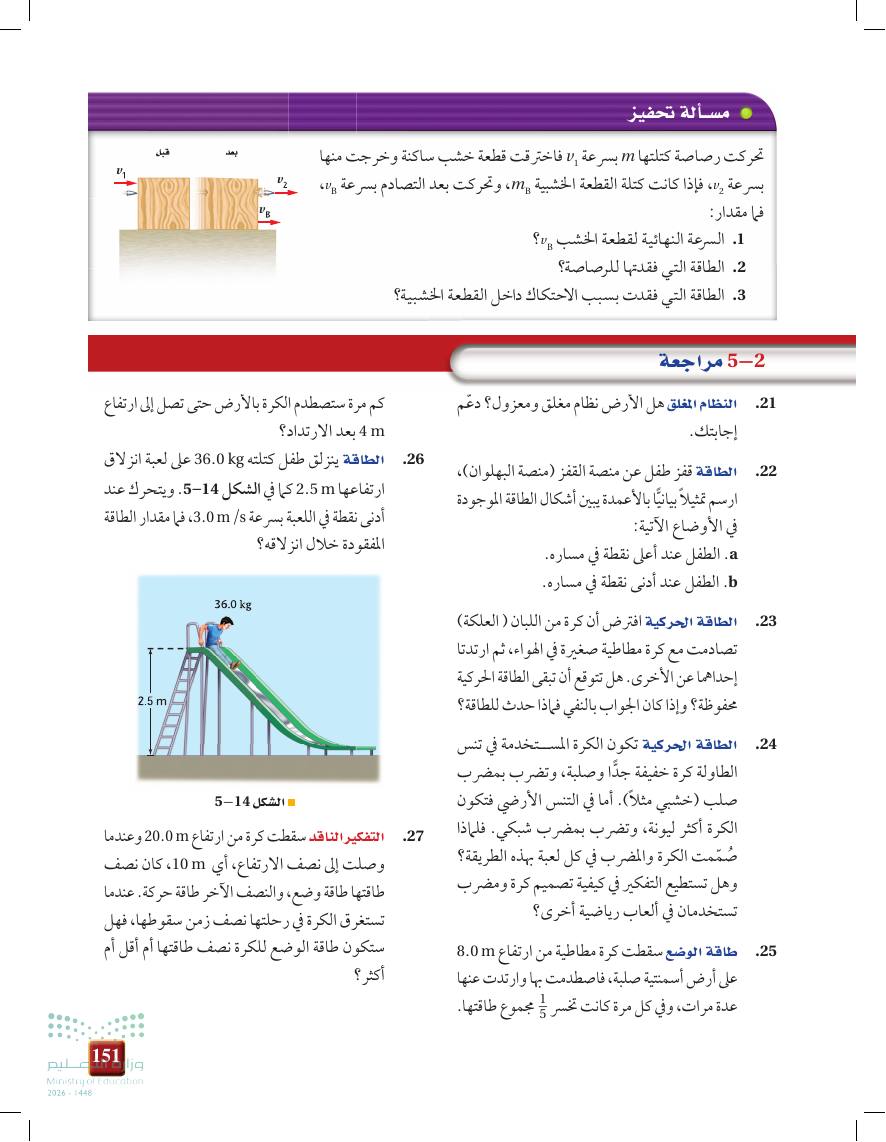 مسألة تحفيز
تحركت رصاصة كتلتها m بسرعة v1 فاخترقت قطعة خشب ساكنة وخرجت منها
بسرعة v2، فإذا كانت كتلة القطعة الخشبية mB، وتحركت بعد التصادم بسرعة vB،
فما مقدار:
1. السرعة النهائية لقطعة الخشب vB؟
2. الطاقة التي فقدتها للرصاصة؟
3. الطاقة التي فقدت بسبب الاحتكاك داخل القطعة الخشبية؟
بعد
قبل
v1
v2
vB
5-2 مراجعة
21. النظام المغلق هل الأرض نظام مغلق ومعزول؟ دعّم
إجابتك.
22. الطاقة قفز طفل عن منصة القفز (منصة البهلوان)،
ارسم تمثيلاً بيانيًّا بالأعمدة يبين أشكال الطاقة الموجودة
في الأوضاع الآتية:
a. الطفل عند أعلى نقطة في مساره.
b. الطفل عند أدنى نقطة في مساره.
23. الطاقة الحركية افترض أن كرة من اللبان (العلكة)
تصادمت مع كرة مطاطية صغيرة في الهواء، ثم ارتدتا
إحداهما عن الأخرى. هل تتوقع أن تبقى الطاقة الحركية
محفوظة؟ وإذا كان الجواب بالنفي فماذا حدث للطاقة؟
24. الطاقة الحركية تكون الكرة المستخدمة في تنس
الطاولة كرة خفيفة جدًّا وصلبة، وتضرب بمضرب
صلب (خشبي مثلاً). أما في التنس الأرضي فتكون
الكرة أكثر ليونة، وتضرب بمضرب شبكي. فلماذا
صُمّمت الكرة والمضرب في كل لعبة بهذه الطريقة؟
وهل تستطيع التفكير في كيفية تصميم كرة ومضرب
تستخدمان في ألعاب رياضية أخرى؟
25. طاقة الوضع سقطت كرة مطاطية من ارتفاع 8.0 m
على أرض أسمنتية صلبة، فاصطدمت بها وارتدت عنها
عدة مرات، وفي كل مرة كانت تخسر 1/5 مجموع طاقتها.
كم مرة ستصطدم الكرة بالأرض حتى تصل إلى ارتفاع
4 m بعد الارتداد؟
26. الطاقة ينزلق طفل كتلته 36.0 kg على لعبة انزلاق
ارتفاعها 2.5 m كما في الشكل 14-5. ويتحرك عند
أدنى نقطة في اللعبة بسرعة 3.0 m/s، فما مقدار الطاقة
المفقودة خلال انزلاقه؟
36.0 kg
2.5 m
الشكل 14-5
27. التفكير الناقد سقطت كرة من ارتفاع 20.0 m وعندما
وصلت إلى نصف الارتفاع، أي 10 m، كان نصف
طاقتها طاقة وضع، والنصف الآخر طاقة حركة. عندما
تستغرق الكرة في رحلتها نصف زمن سقوطها، فهل
ستكون طاقة الوضع للكرة نصف طاقتها أم أقل أم
أكثر؟
وزارة التعليم
151
Ministry of Education
2026 - 1448